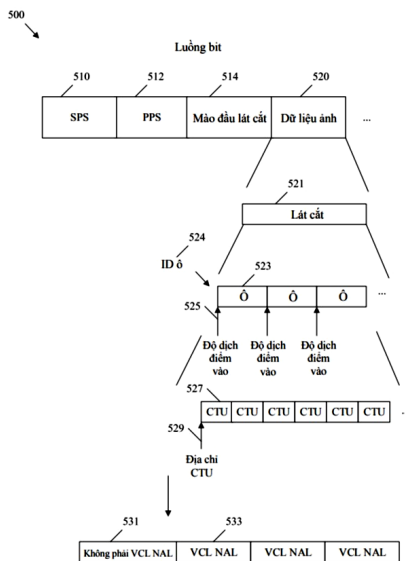 500
Luồng bit
510 512 514 520
SPS PPS Mào đầu lát cắt Dữ liệu ảnh ...
521
Lát cắt
524
ID ô
523
Ô Ô Ô ...
525
Độ dịch điểm vào Độ dịch điểm vào Độ dịch điểm vào
527
CTU CTU CTU CTU CTU CTU
529
Địa chỉ
CTU
531 533
Không phải VCL NAL VCL NAL VCL NAL VCL NAL